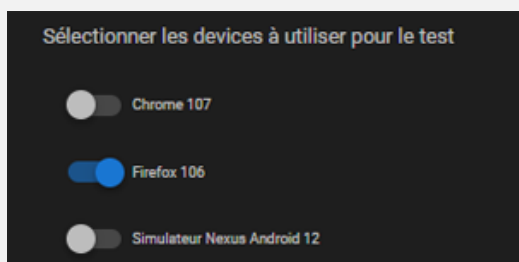 Sélectionner les devices à utiliser pour le test
Chrome 107
Firefox 106
Simulateur Nexus Android 12